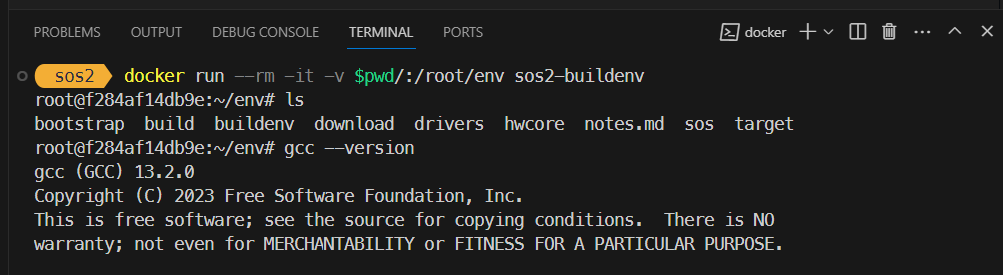 PROBLEMS OUTPUT DEBUG CONSOLE TERMINAL PORTS docker
sos2 docker run --rm -it -v $pwd/:/root/env sos2-buildenv
root@f284af14db9e:~/env# ls
bootstrap build buildenv download drivers hwcore notes.md sos target
root@f284af14db9e:~/env# gcc --version
gcc (GCC) 13.2.0
Copyright (C) 2023 Free Software Foundation, Inc.
This is free software; see the source for copying conditions. There is NO
warranty; not even for MERCHANTABILITY or FITNESS FOR A PARTICULAR PURPOSE.